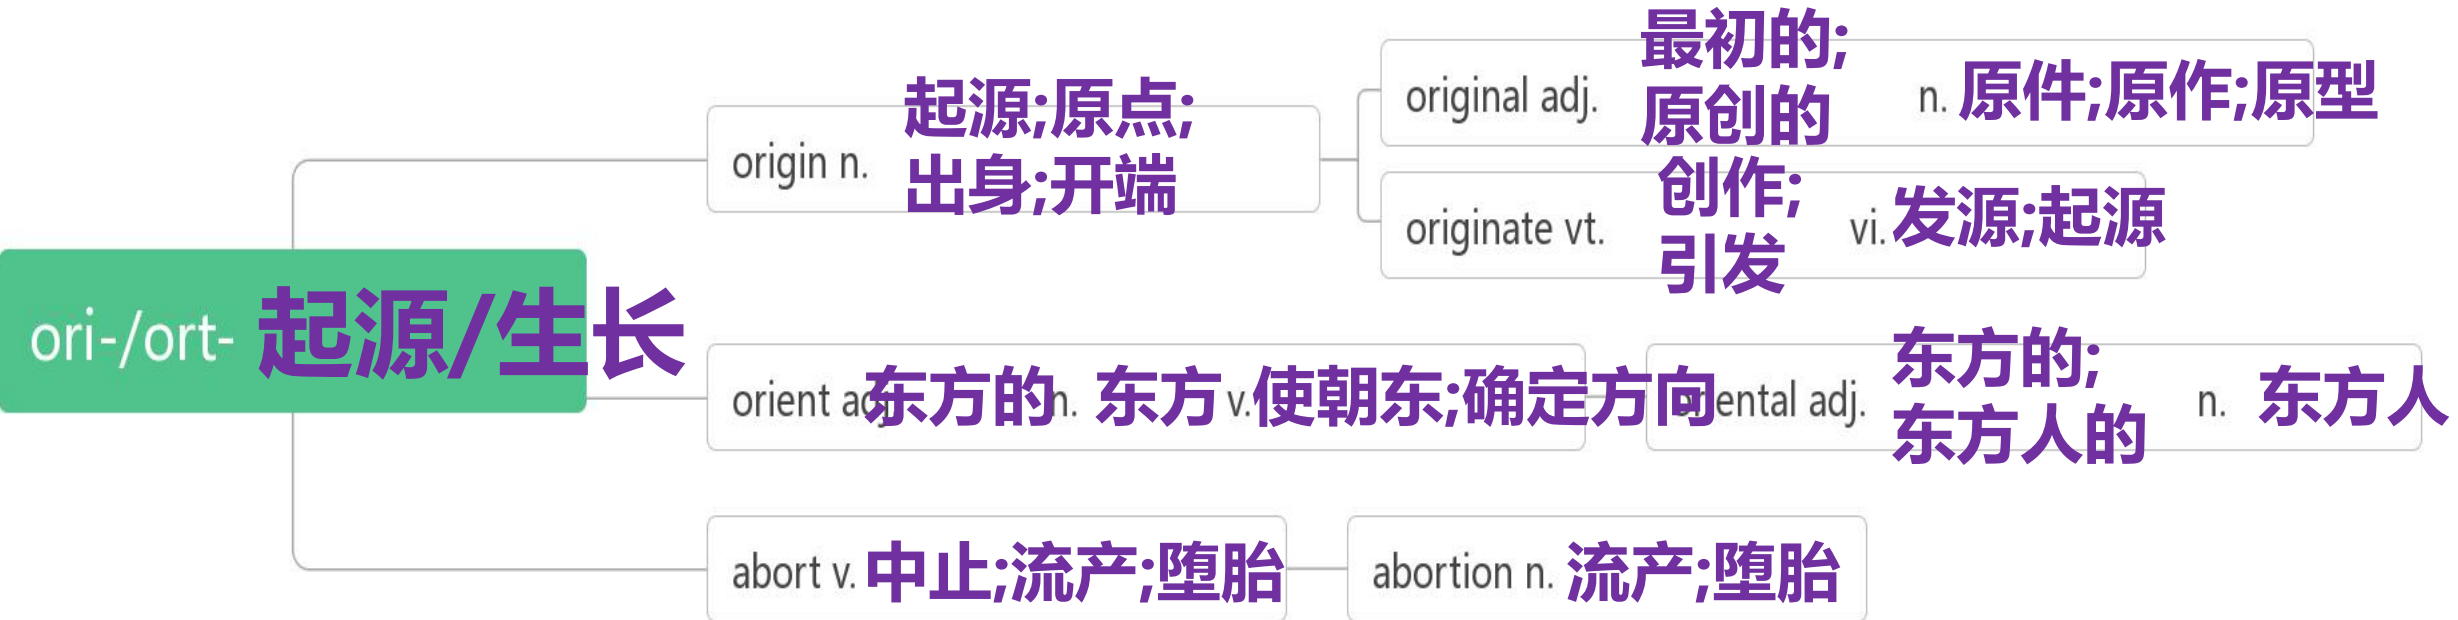 ori-/ort- 起源/生长
origin n. 起源;原点;
出身;开端
original adj. 最初的;
原创的
n. 原件;原作;原型
originate vt. 创作;
引发
vi. 发源;起源
orient adj. 东方的 n. 东方 v. 使朝东;确定方向
oriental adj. 东方的;
东方人的
n. 东方人
abort v. 中止;流产;堕胎
abortion n. 流产;堕胎